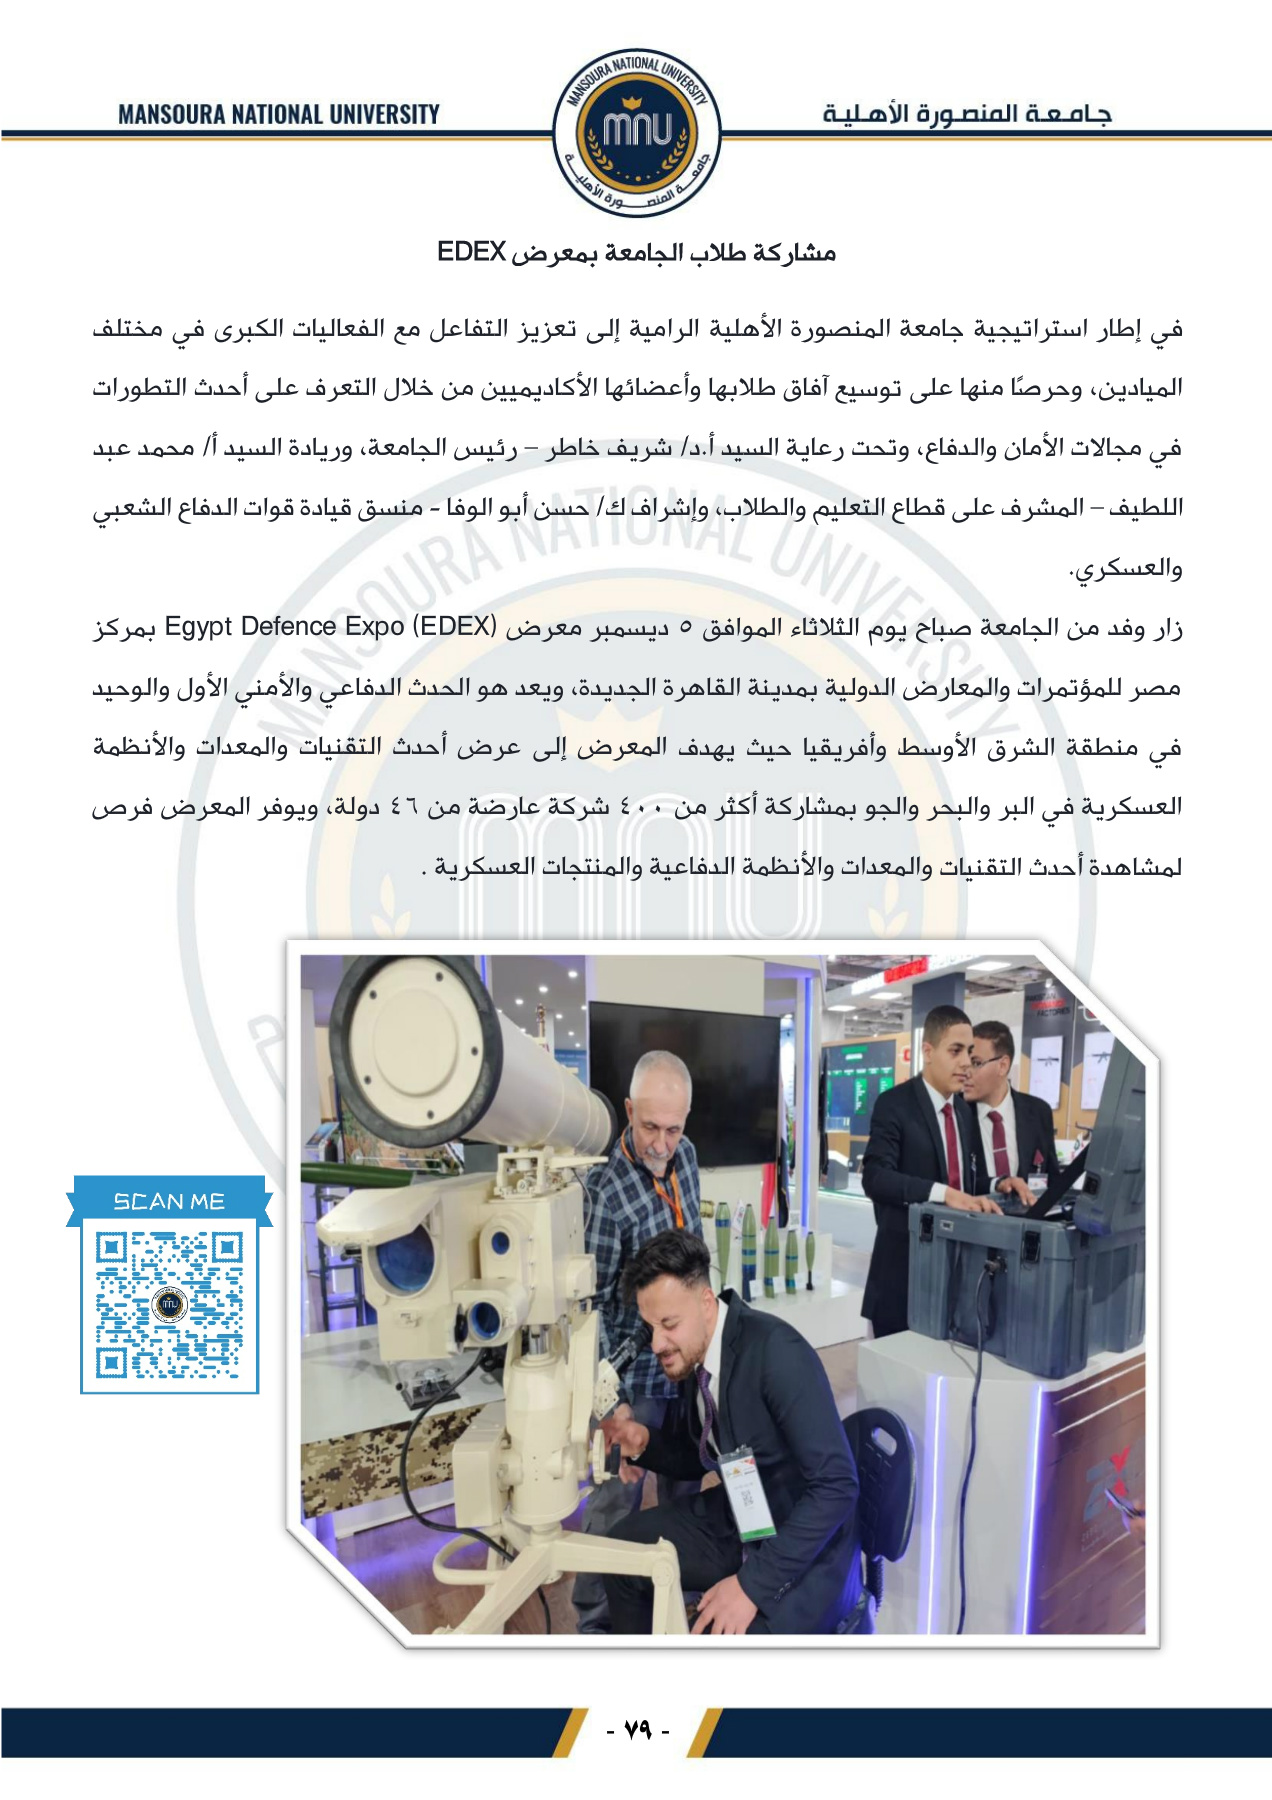 MANSOURA NATIONAL UNIVERSITY
جامعة المنصورة الأهلية
MANSOURA NATIONAL UNIVERSITY
mnu
جامعة المنصورة الأهلية
مشاركة طلاب الجامعة بمعرض EDEX
في إطار استراتيجية جامعة المنصورة الأهلية الرامية إلى تعزيز التفاعل مع الفعاليات الكبرى في مختلف
الميادين، وحرصًا منها على توسيع آفاق طلابها وأعضائها الأكاديميين من خلال التعرف على أحدث التطورات
في مجالات الأمان والدفاع، وتحت رعاية السيد أ.د/ شريف خاطر – رئيس الجامعة، وريادة السيد أ/ محمد عبد
اللطيف – المشرف على قطاع التعليم والطلاب، وإشراف ك/ حسن أبو الوفا - منسق قيادة قوات الدفاع الشعبي
والعسكري.
زار وفد من الجامعة صباح يوم الثلاثاء الموافق ٥ ديسمبر معرض Egypt Defence Expo (EDEX) بمركز
مصر للمؤتمرات والمعارض الدولية بمدينة القاهرة الجديدة، ويعد هو الحدث الدفاعي والأمني الأول والوحيد
في منطقة الشرق الأوسط وأفريقيا حيث يهدف المعرض إلى عرض أحدث التقنيات والمعدات والأنظمة
العسكرية في البر والبحر والجو بمشاركة أكثر من ٤٠٠ شركة عارضة من ٤٦ دولة، ويوفر المعرض فرص
لمشاهدة أحدث التقنيات والمعدات والأنظمة الدفاعية والمنتجات العسكرية .
MANSOURA NATIONAL UNIVERSITY
mnu
FACTORIES
SCAN ME
mnu
- ٧٩ -